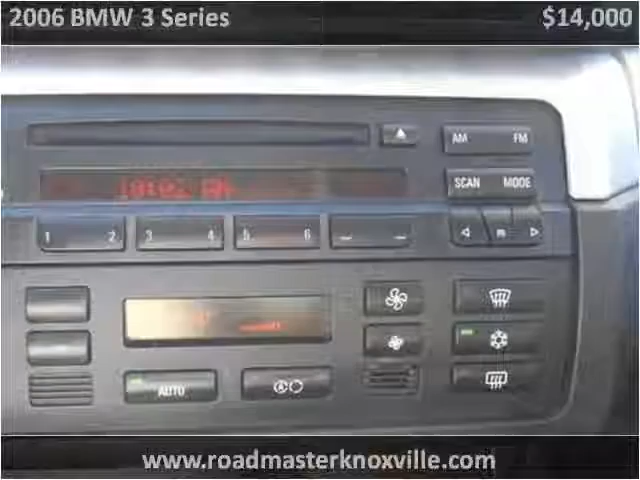 2006 BMW 3 Series $14,000
AM FM
SCAN MODE
1 2 3 4 5 6
m
AUTO
A
www.roadmasterknoxville.com